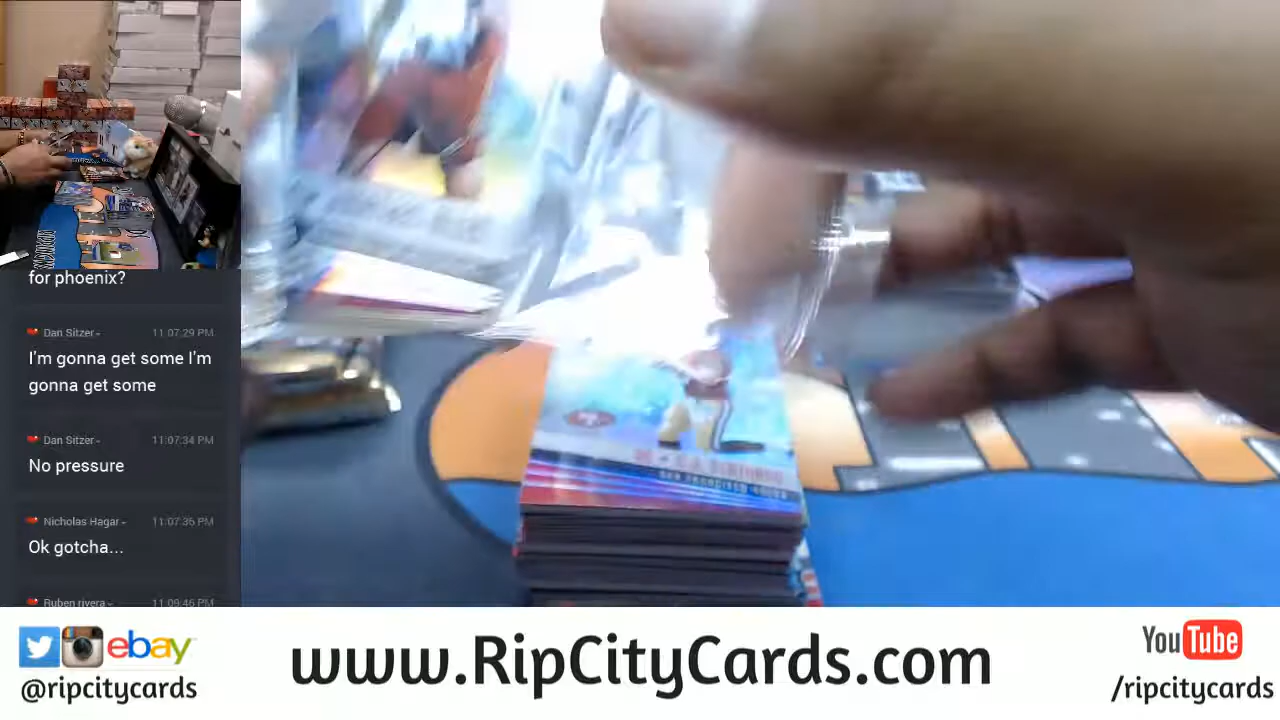 for phoenix?
Dan Sitzer
11:07:29 PM
I'm gonna get some I'm
gonna get some
Dan Sitzer
11:07:34 PM
No pressure
Nicholas Hagar
11:07:36 PM
Ok gotcha...
Ruben rivera
11:09:46 PM
ebay
@ripcitycards
www.RipCityCards.com
YouTube
/ripcitycards